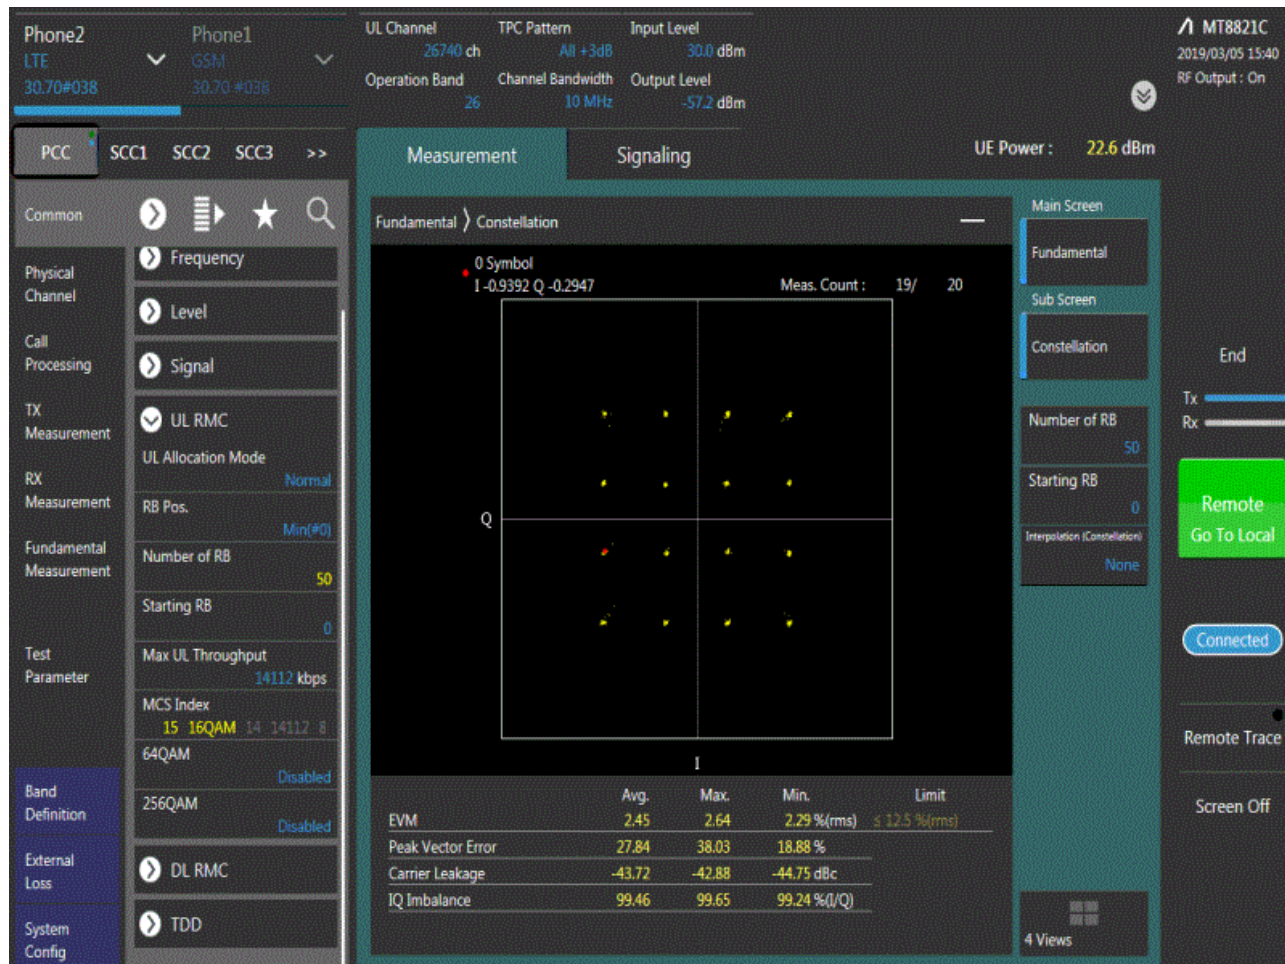 Phone2
LTE
30.70#038
Phone1
GSM
30.70 #038
UL Channel
26740 ch
TPC Pattern
All +3dB
Input Level
30.0 dBm
Operation Band
26
Channel Bandwidth
10 MHz
Output Level
-57.2 dBm
MT8821C
2019/03/05 15:40
RF Output : On
PCC SCC1 SCC2 SCC3 >>
Measurement
Signaling
UE Power : 22.6 dBm
Common
Physical
Channel
Call
Processing
TX
Measurement
RX
Measurement
Fundamental
Measurement
Test
Parameter
Band
Definition
External
Loss
System
Config
Frequency
Level
Signal
UL RMC
UL Allocation Mode
Normal
RB Pos.
Min(#0)
Number of RB
50
Starting RB
0
Max UL Throughput
14112 kbps
MCS Index
15 16QAM 14 14112 8
64QAM
Disabled
256QAM
Disabled
DL RMC
TDD
Fundamental 〉 Constellation
0 Symbol
I -0.9392 Q -0.2947
Meas. Count : 19/ 20
Q
I
Avg. Max. Min. Limit
EVM 2.45 2.64 2.29 %(rms) ≤ 12.5 %(rms)
Peak Vector Error 27.84 38.03 18.88 %
Carrier Leakage -43.72 -42.88 -44.75 dBc
IQ Imbalance 99.46 99.65 99.24 %(I/Q)
Main Screen
Fundamental
Sub Screen
Constellation
Number of RB
50
Starting RB
0
Interpolation (Constellation)
None
4 Views
End
Tx
Rx
Remote
Go To Local
Connected
Remote Trace
Screen Off